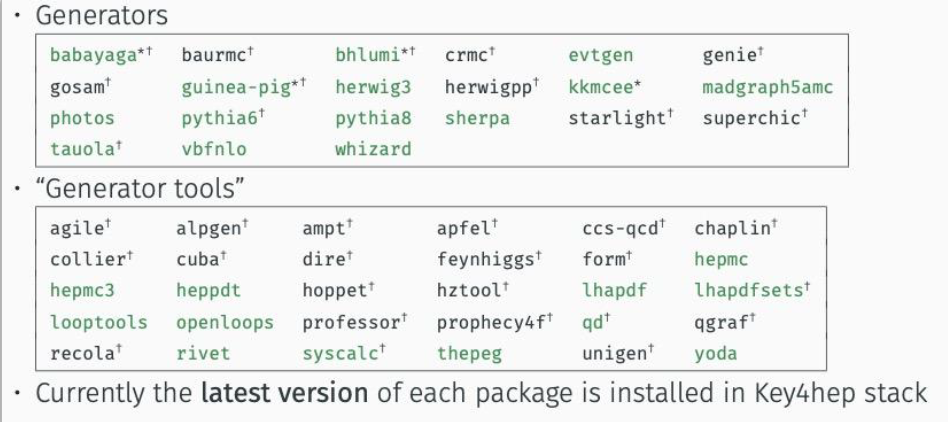 • Generators
babayaga*† baurmc† bhlumi*† crmc† evtgen genie†
gosam† guinea-pig*† herwig3 herwigpp† kkmcee* madgraph5amc
photos pythia6† pythia8 sherpa starlight† superchic†
tauola† vbfnlo whizard
• “Generator tools”
agile† alpgen† ampt† apfel† ccs-qcd† chaplin†
collier† cuba† dire† feynhiggs† form† hepmc
hepmc3 heppdt hoppet† hztool† lhapdf lhapdfsets†
looptools openloops professor† prophecy4f† qd† qgraf†
recola† rivet syscalc† thepeg unigen† yoda
• Currently the latest version of each package is installed in Key4hep stack